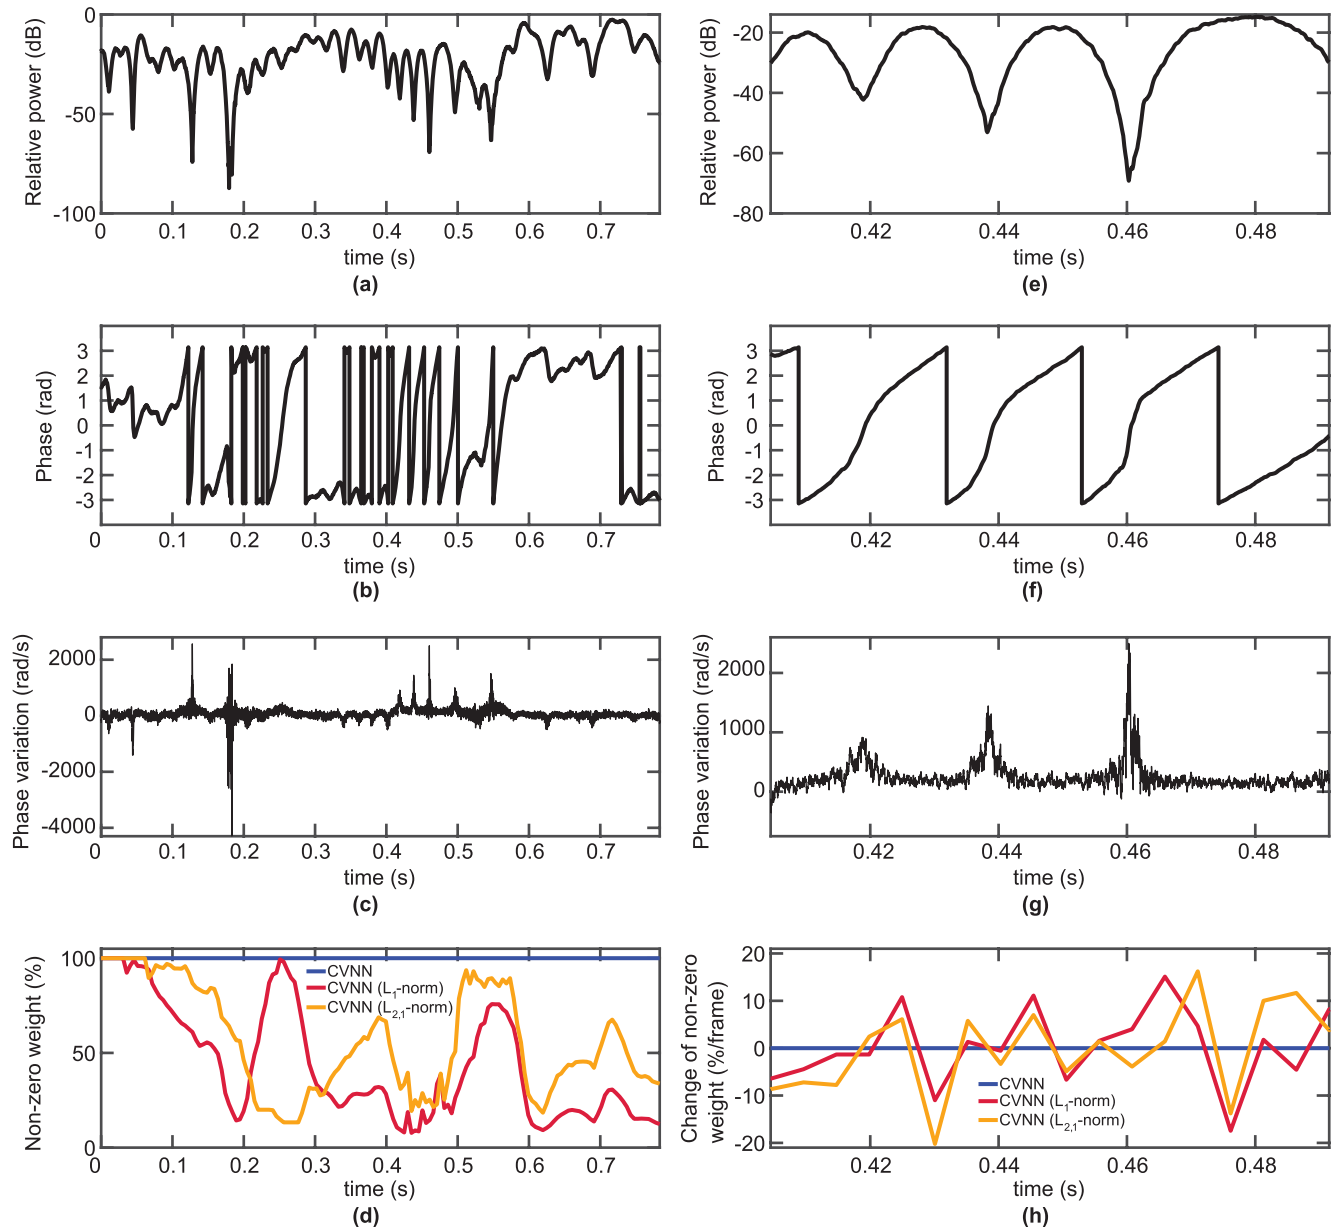 0
-50
-100
Relative power (dB)
0 0.1 0.2 0.3 0.4 0.5 0.6 0.7
time (s)
(a)
-20
-40
-60
-80
Relative power (dB)
0.42 0.44 0.46 0.48
time (s)
(e)
3
2
1
0
-1
-2
-3
Phase (rad)
0 0.1 0.2 0.3 0.4 0.5 0.6 0.7
time (s)
(b)
3
2
1
0
-1
-2
-3
Phase (rad)
0.42 0.44 0.46 0.48
time (s)
(f)
2000
0
-2000
-4000
Phase variation (rad/s)
0 0.1 0.2 0.3 0.4 0.5 0.6 0.7
time (s)
(c)
2000
1000
0
Phase variation (rad/s)
0.42 0.44 0.46 0.48
time (s)
(g)
100
50
0
Non-zero weight (%)
CVNN
CVNN (L1-norm)
CVNN (L2,1-norm)
0 0.1 0.2 0.3 0.4 0.5 0.6 0.7
time (s)
(d)
20
10
0
-10
-20
Change of non-zero
weight (%/frame)
CVNN
CVNN (L1-norm)
CVNN (L2,1-norm)
0.42 0.44 0.46 0.48
time (s)
(h)